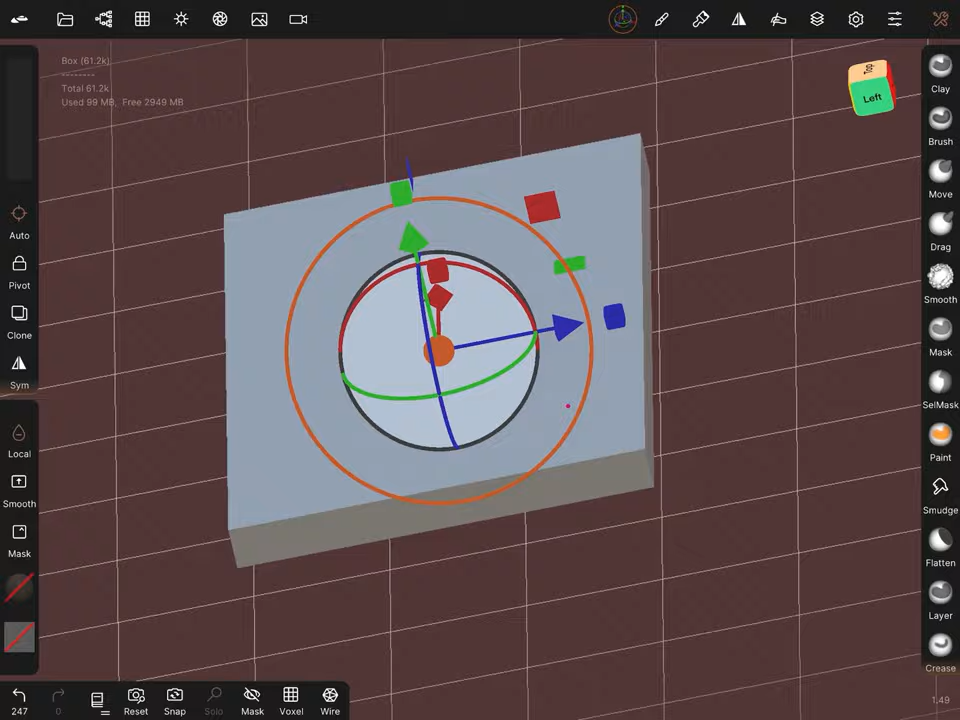 Box (61.2k)
--------
Total 61.2k
Used 99 MB, Free 2949 MB
Top
Left
Auto
Pivot
Clone
Sym
Local
Smooth
Mask
Clay
Brush
Move
Drag
Smooth
Mask
SelMask
Paint
Smudge
Flatten
Layer
Crease
247
0
Reset
Snap
Solo
Mask
Voxel
Wire
1.49